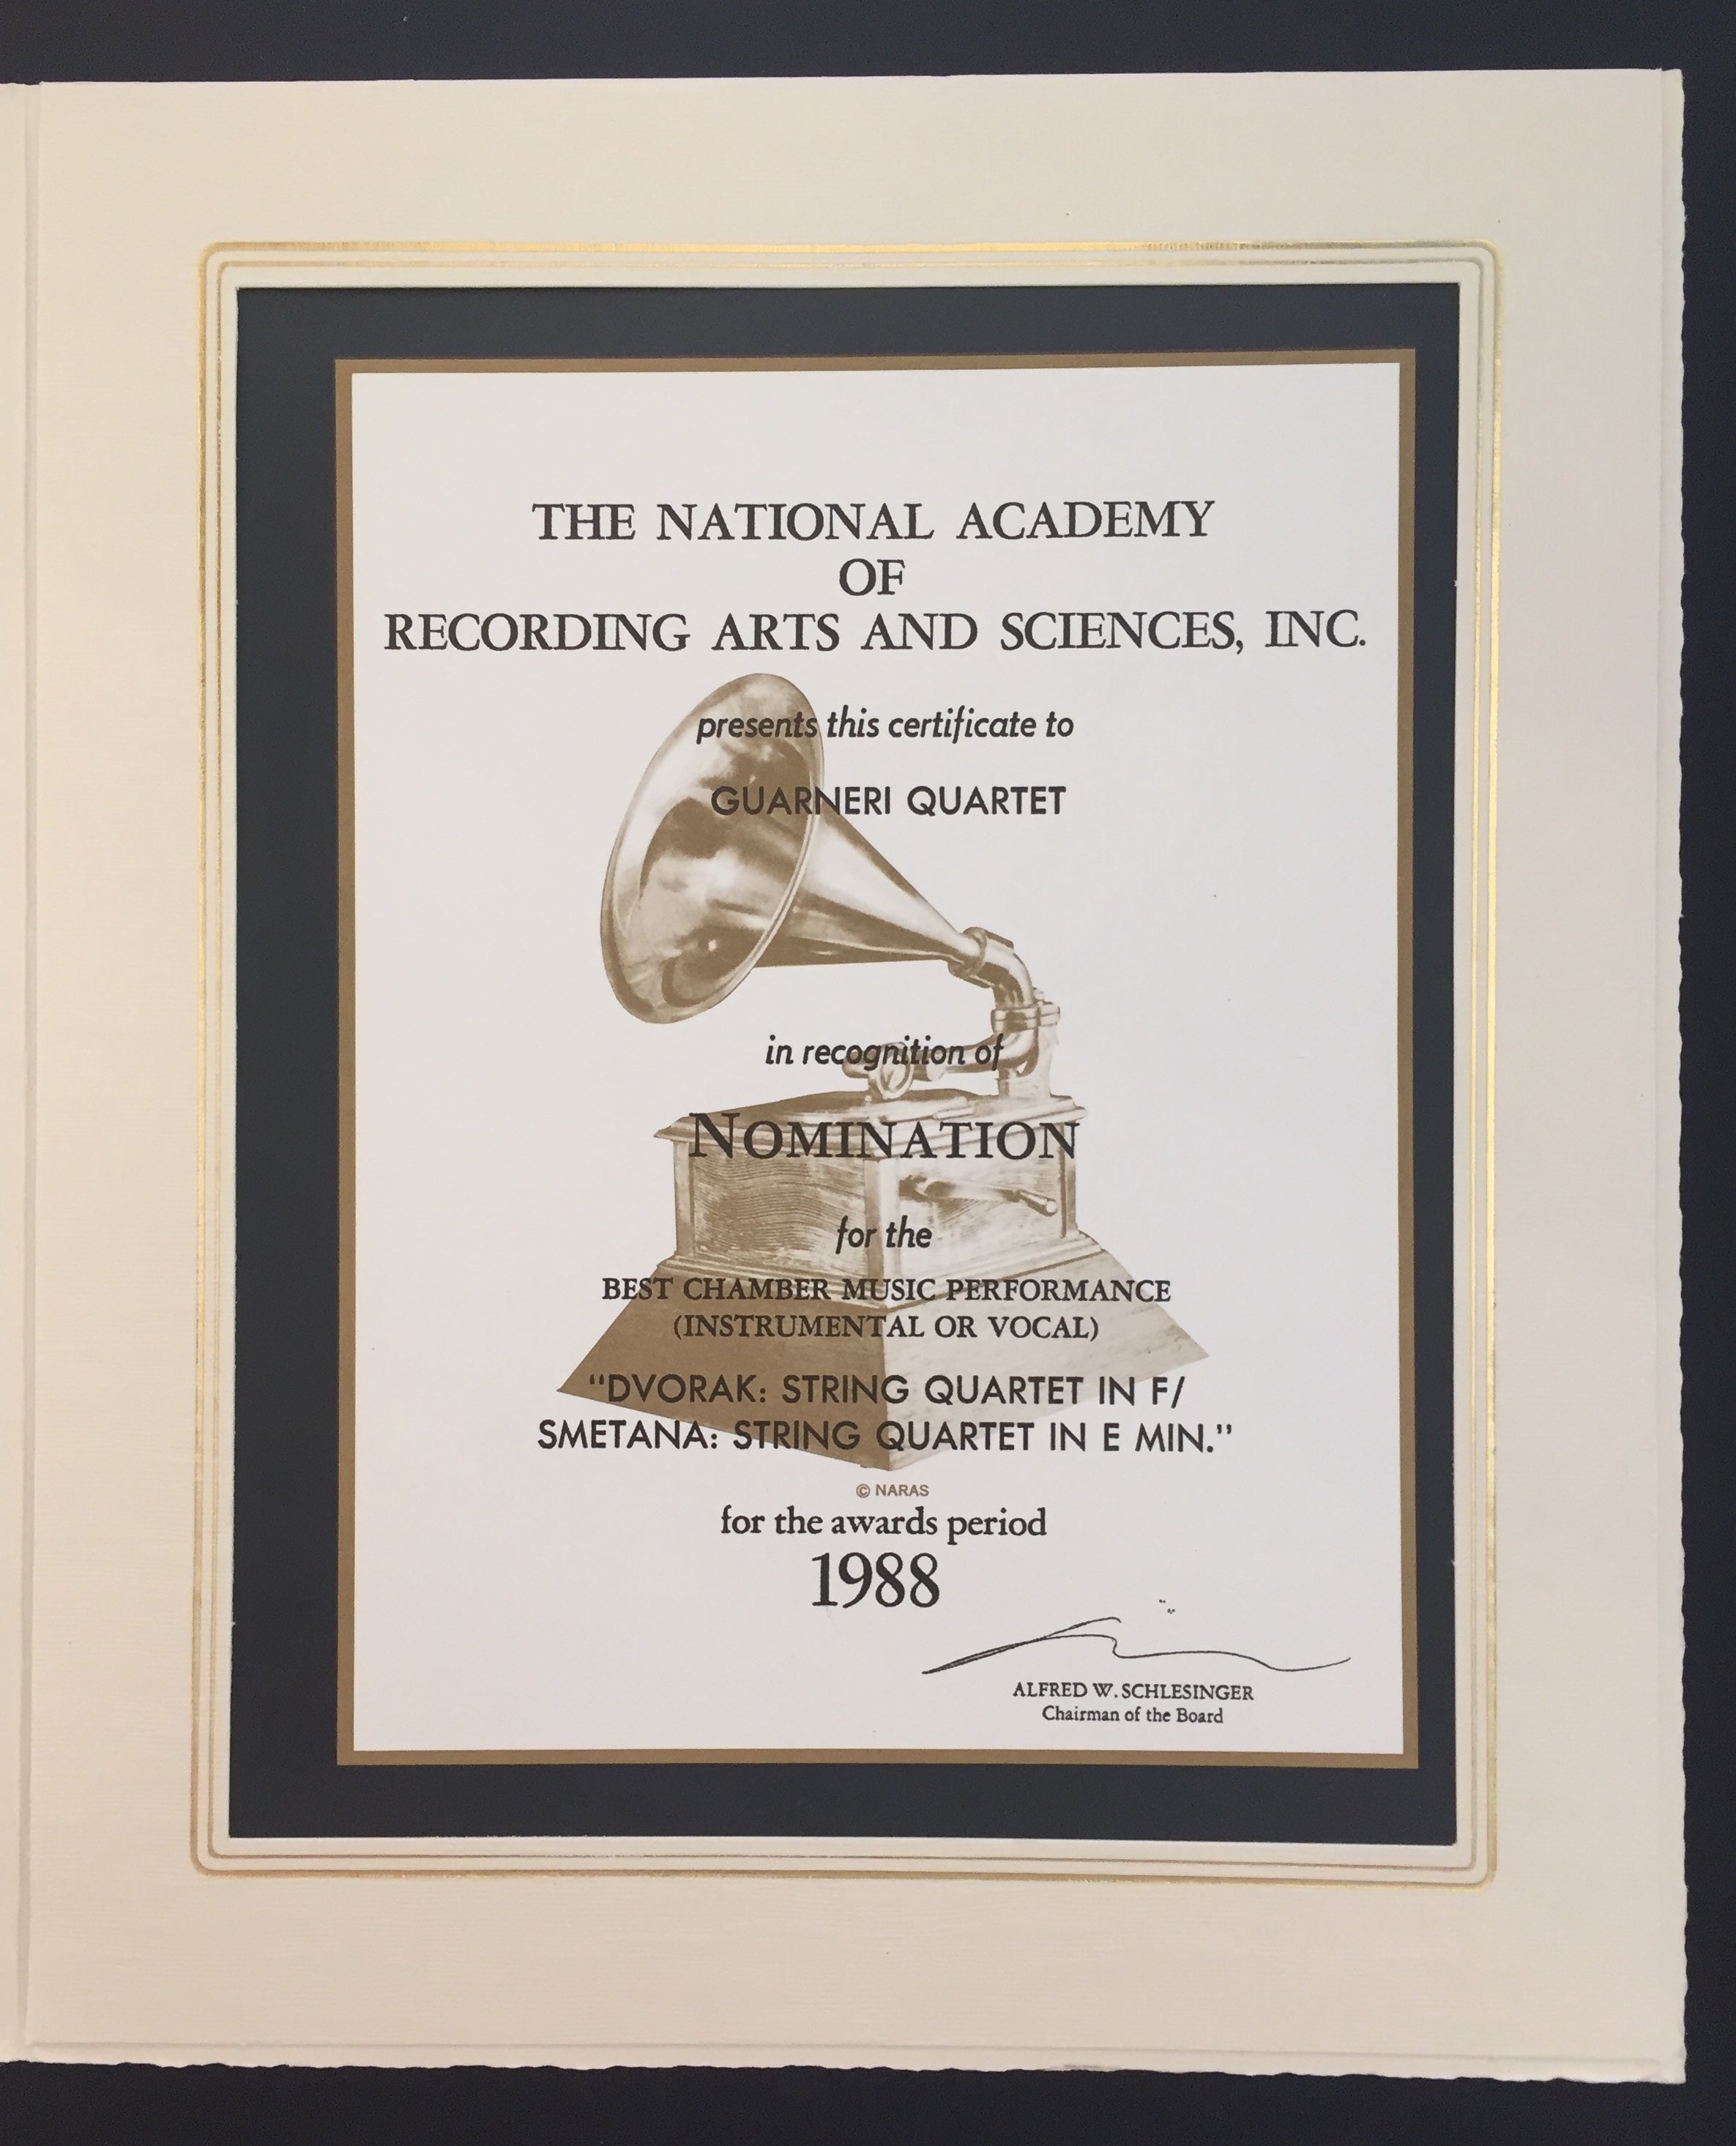 THE NATIONAL ACADEMY
OF
RECORDING ARTS AND SCIENCES, INC.
presents this certificate to
GUARNERI QUARTET
in recognition of
NOMINATION
for the
BEST CHAMBER MUSIC PERFORMANCE
(INSTRUMENTAL OR VOCAL)
"DVORAK: STRING QUARTET IN F/
SMETANA: STRING QUARTET IN E MIN."
© NARAS
for the awards period
1988
ALFRED W. SCHLESINGER
Chairman of the Board